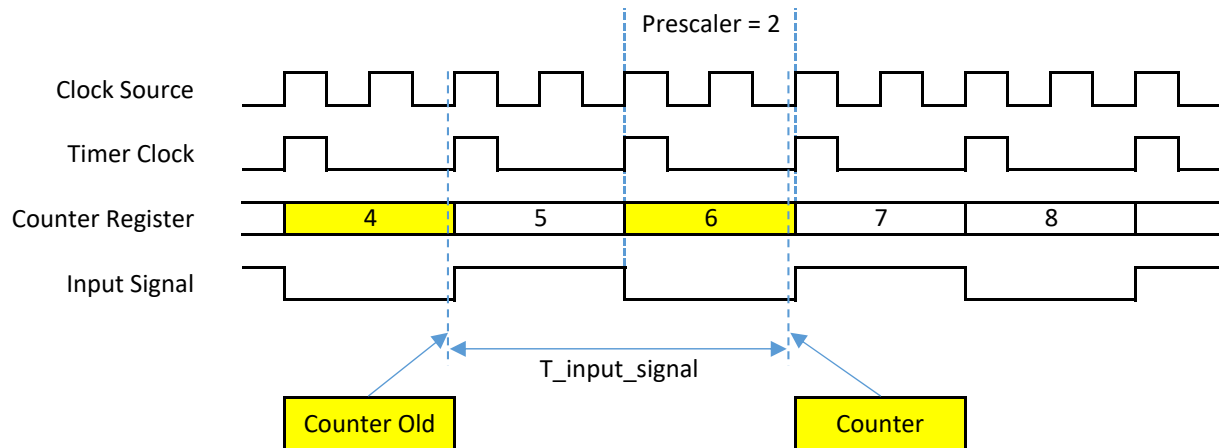 Prescaler = 2
Clock Source
Timer Clock
Counter Register
4
5
6
7
8
Input Signal
T_input_signal
Counter Old
Counter